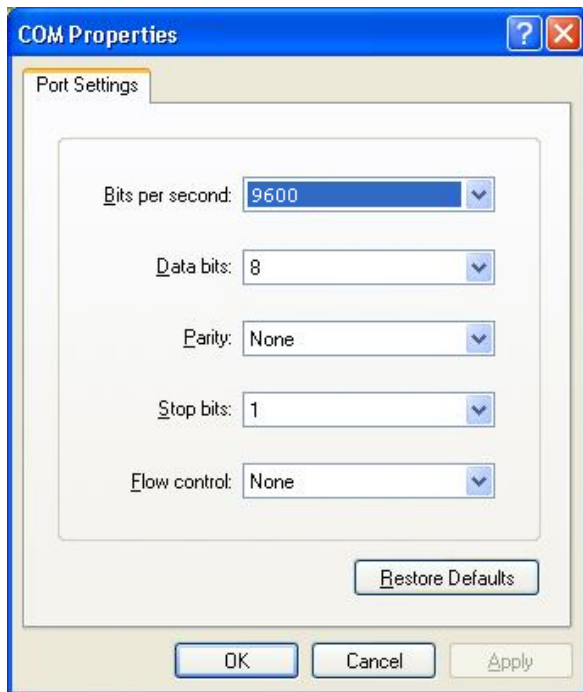 COM Properties
Port Settings
Bits per second: 9600
Data bits: 8
Parity: None
Stop bits: 1
Flow control: None
Restore Defaults
OK Cancel Apply